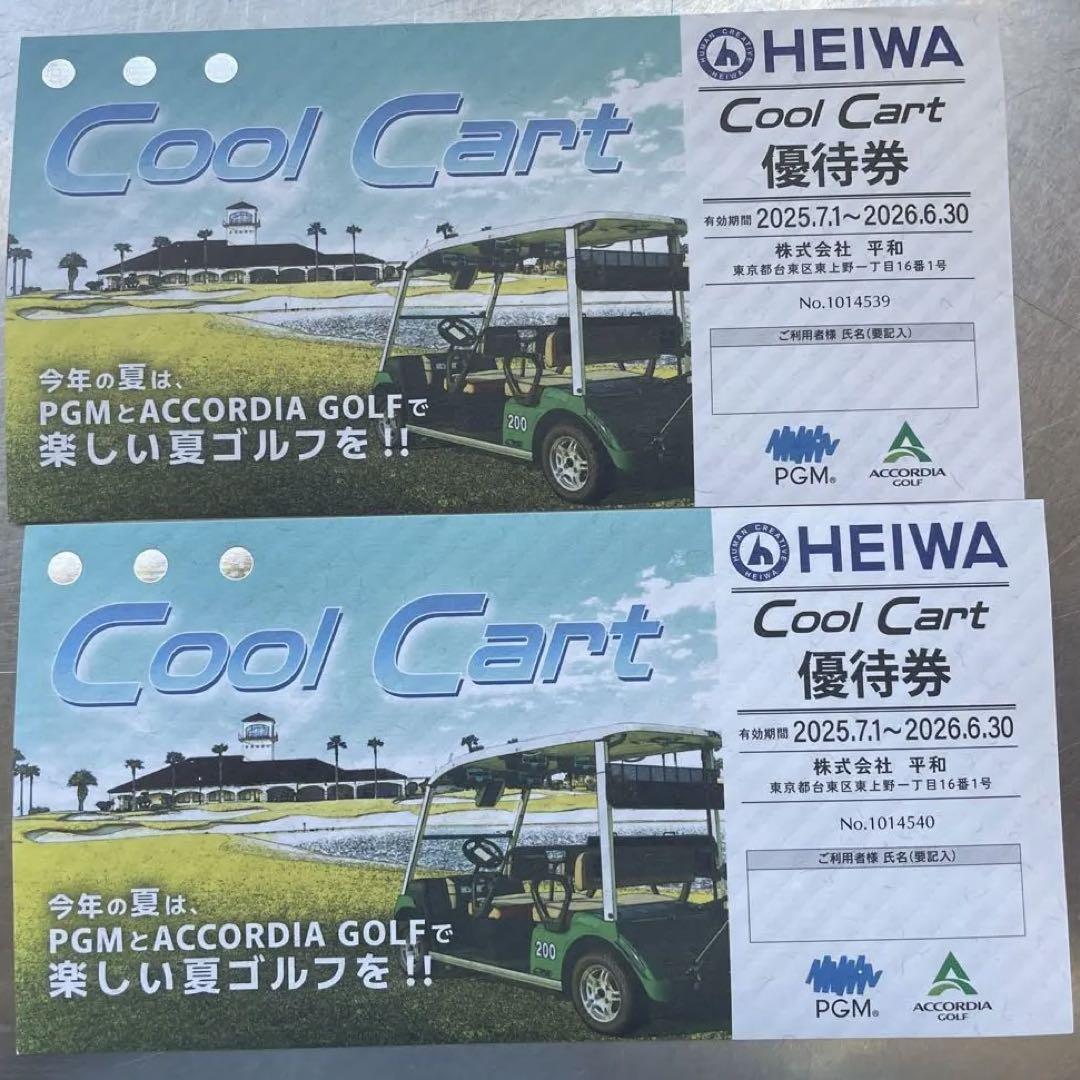 Cool Cart
今年の夏は、
PGMとACCORDIA GOLFで
楽しい夏ゴルフを!!
200
HUMAN CREATIVE HEIWA
HEIWA
Cool Cart
優待券
有効期間 2025.7.1～2026.6.30
株式会社 平和
東京都台東区東上野一丁目16番1号
No.1014539
ご利用者様 氏名(要記入)
PGM®
ACCORDIA
GOLF
Cool Cart
今年の夏は、
PGMとACCORDIA GOLFで
楽しい夏ゴルフを!!
200
HUMAN CREATIVE HEIWA
HEIWA
Cool Cart
優待券
有効期間 2025.7.1～2026.6.30
株式会社 平和
東京都台東区東上野一丁目16番1号
No.1014540
ご利用者様 氏名(要記入)
PGM®
ACCORDIA
GOLF